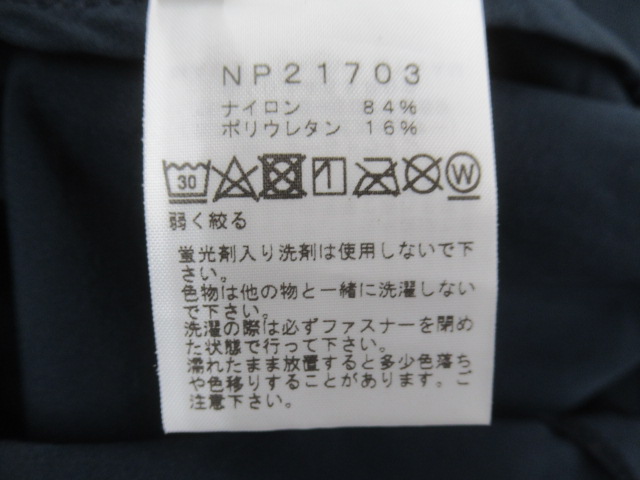 NP21703
ナイロン 84%
ポリウレタン 16%
30 W
弱く絞る
蛍光剤入り洗剤は使用しないで下
さい。
色物は他の物と一緒に洗濯しない
で下さい。
洗濯の際は必ずファスナーを閉め
た状態で行って下さい。
濡れたまま放置すると多少色落ち
や色移りすることがあります。ご
注意下さい。